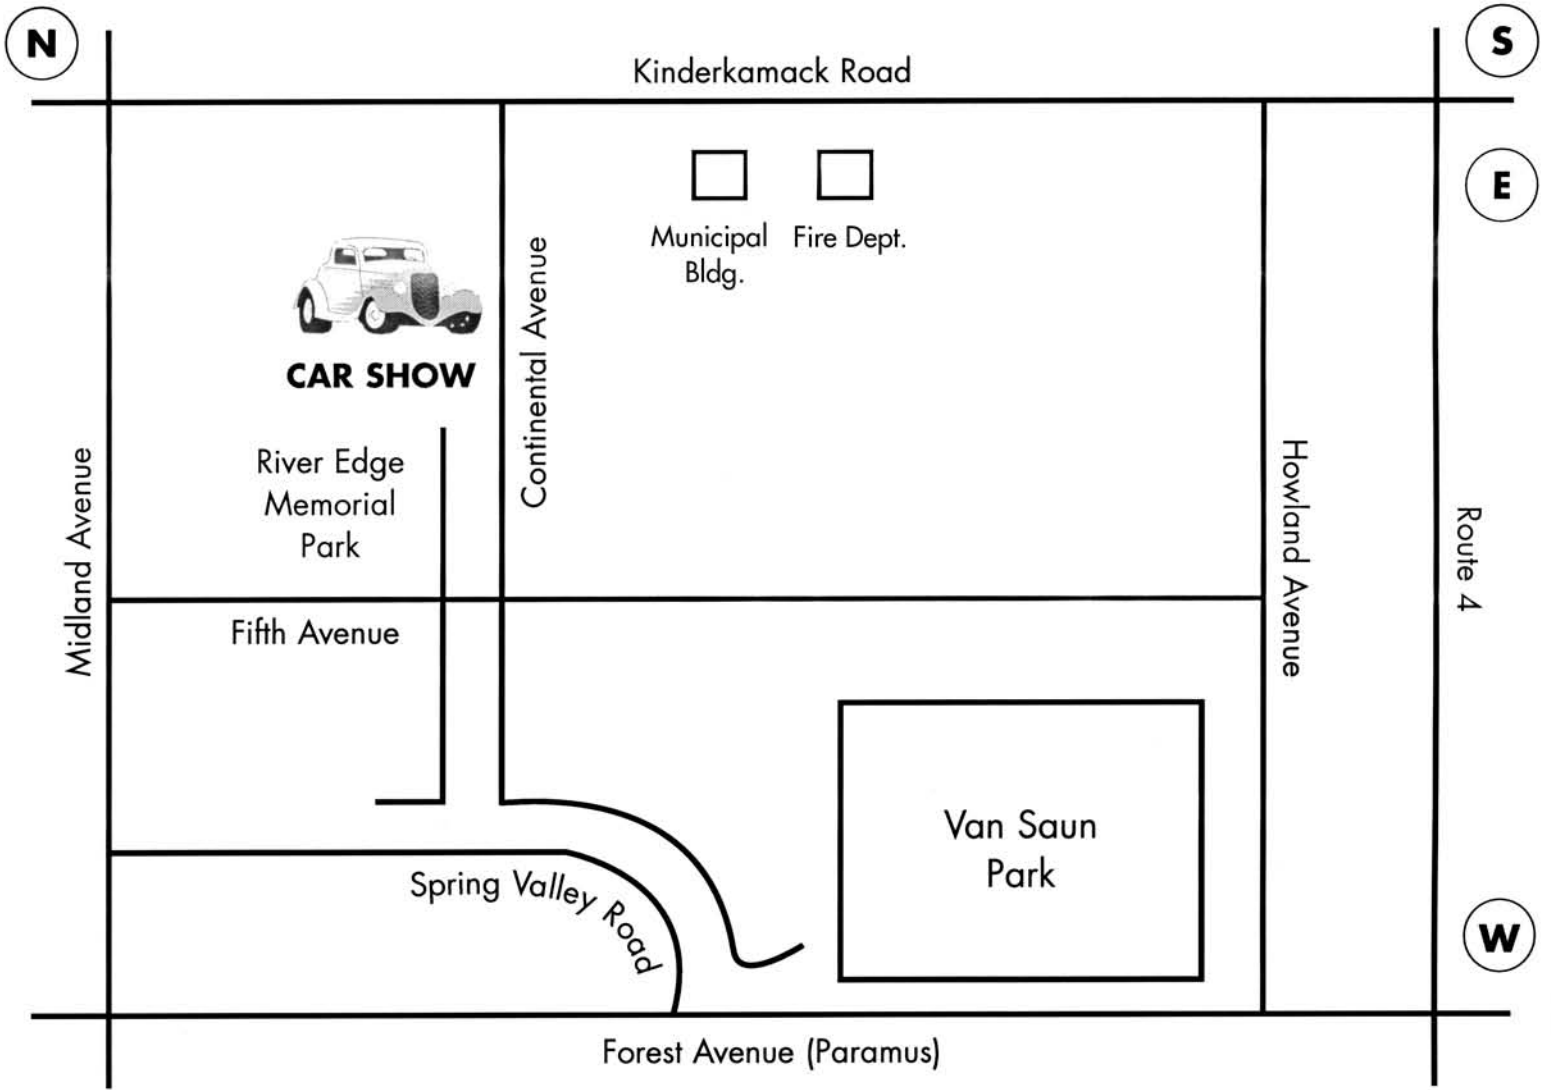 N
S
Kinderkamack Road
E
Municipal
Bldg.
Fire Dept.
Continental Avenue
CAR SHOW
River Edge
Memorial
Park
Midland Avenue
Howland Avenue
Route 4
Fifth Avenue
Van Saun
Park
Spring Valley Road
W
Forest Avenue (Paramus)